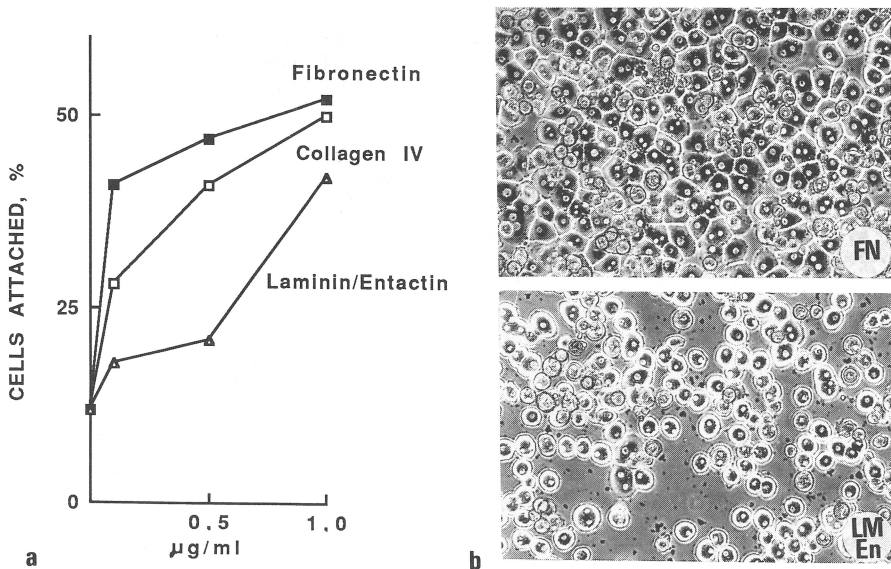 Fibronectin
50
Collagen IV
25
Laminin/Entactin
0
0.5
1.0
µg/ml
CELLS ATTACHED, %
a
FN
LM
En
b